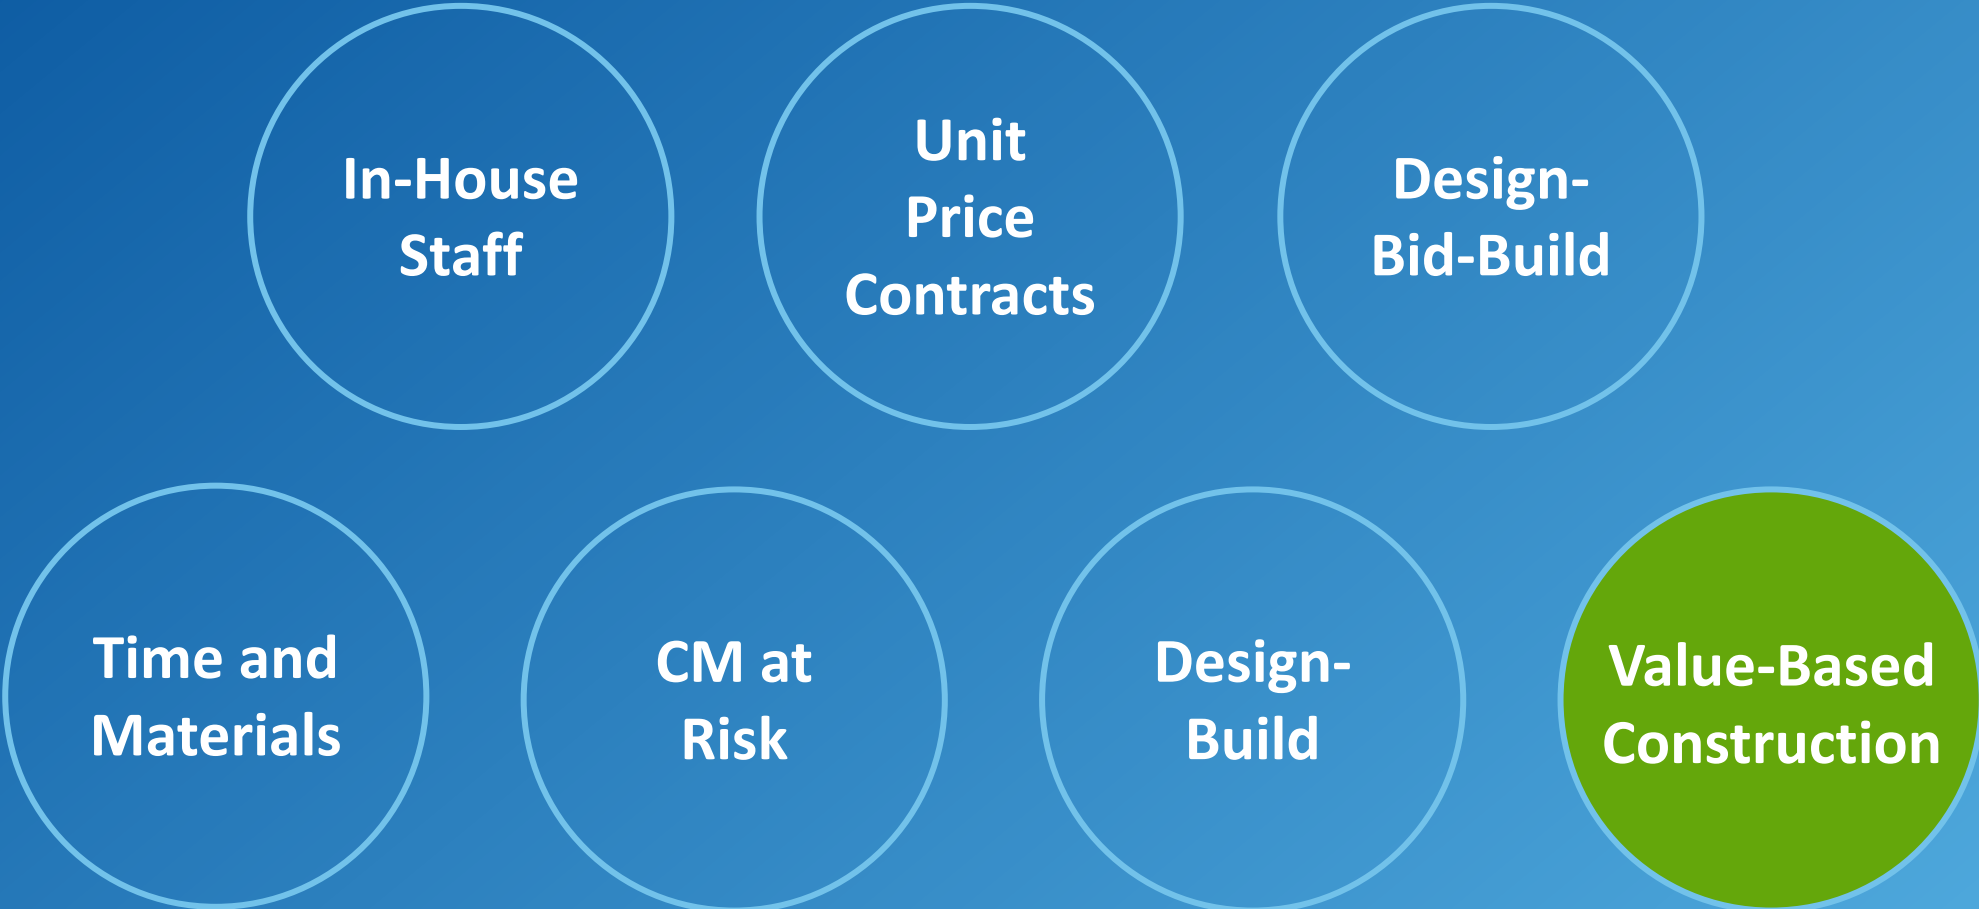 In-House
Staff
Unit
Price
Contracts
Design-
Bid-Build
Time and
Materials
CM at
Risk
Design-
Build
Value-Based
Construction